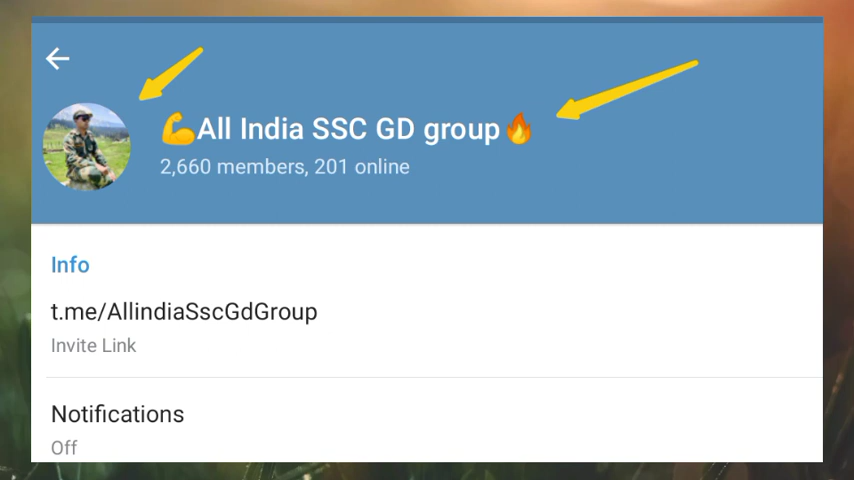 💪All India SSC GD group🔥
2,660 members, 201 online
Info
t.me/AllindiaSscGdGroup
Invite Link
Notifications
Off